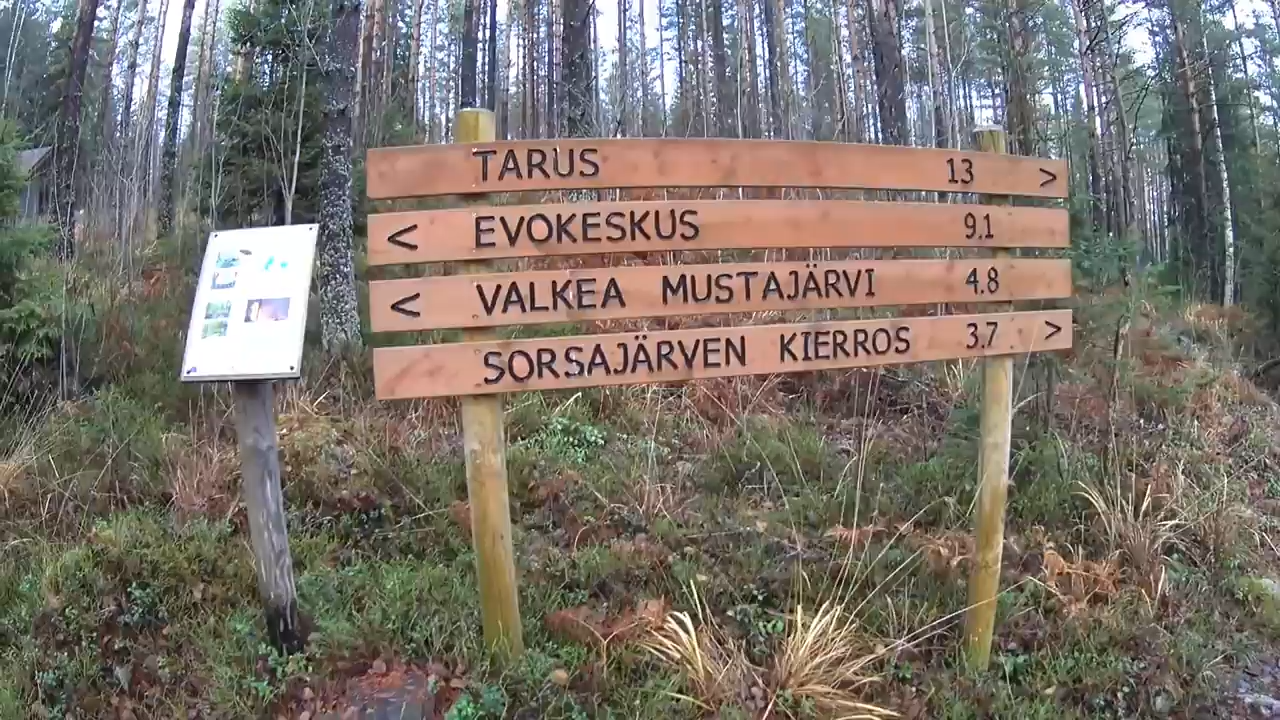 TARUS 13 >
< EVOKESKUS 9.1
< VALKEA MUSTAJÄRVI 4.8
SORSAJÄRVEN KIERROS 3.7 >